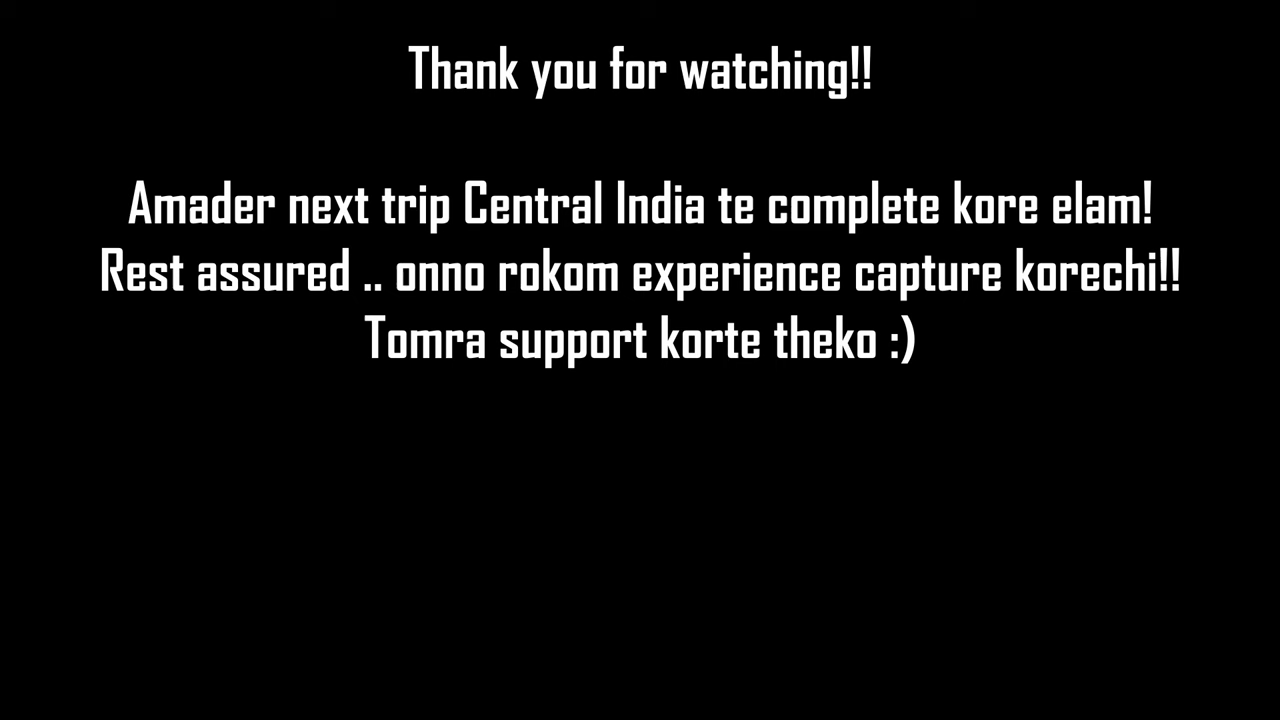 Thank you for watching!!
Amader next trip Central India te complete kore elam!
Rest assured .. onno rokom experience capture korechi!!
Tomra support korte theko :)